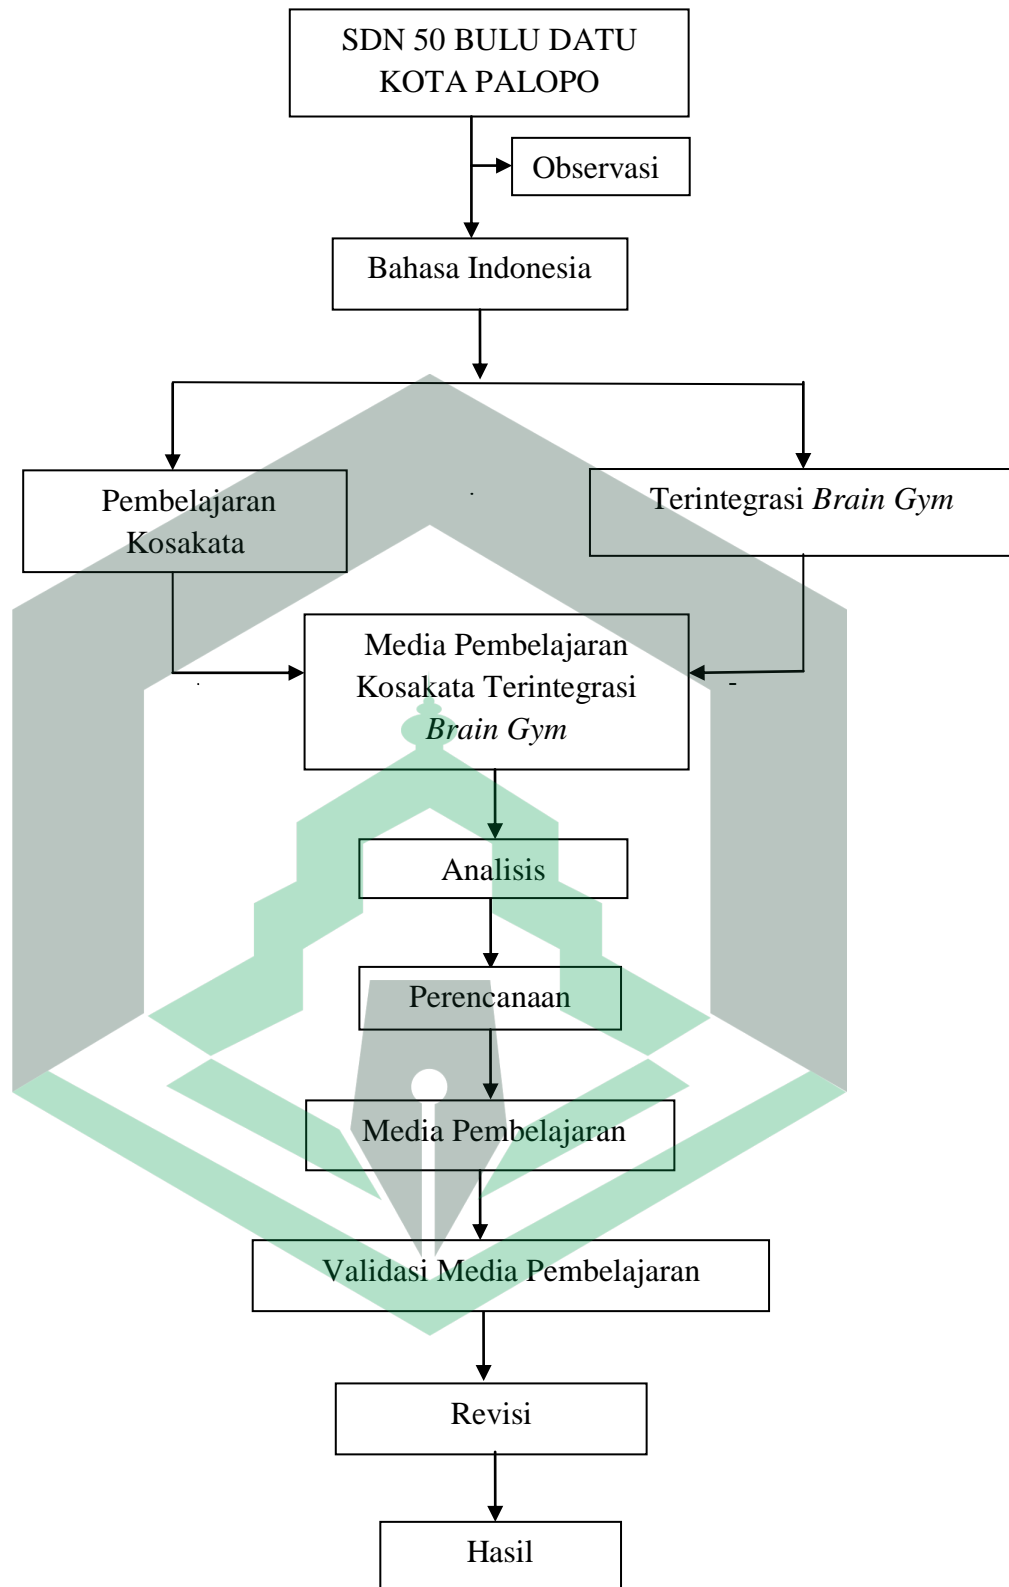 SDN 50 BULU DATU
KOTA PALOPO
Observasi
Bahasa Indonesia
Pembelajaran
Kosakata
Terintegrasi Brain Gym
Media Pembelajaran
Kosakata Terintegrasi
Brain Gym
Analisis
Perencanaan
Media Pembelajaran
Validasi Media Pembelajaran
Revisi
Hasil